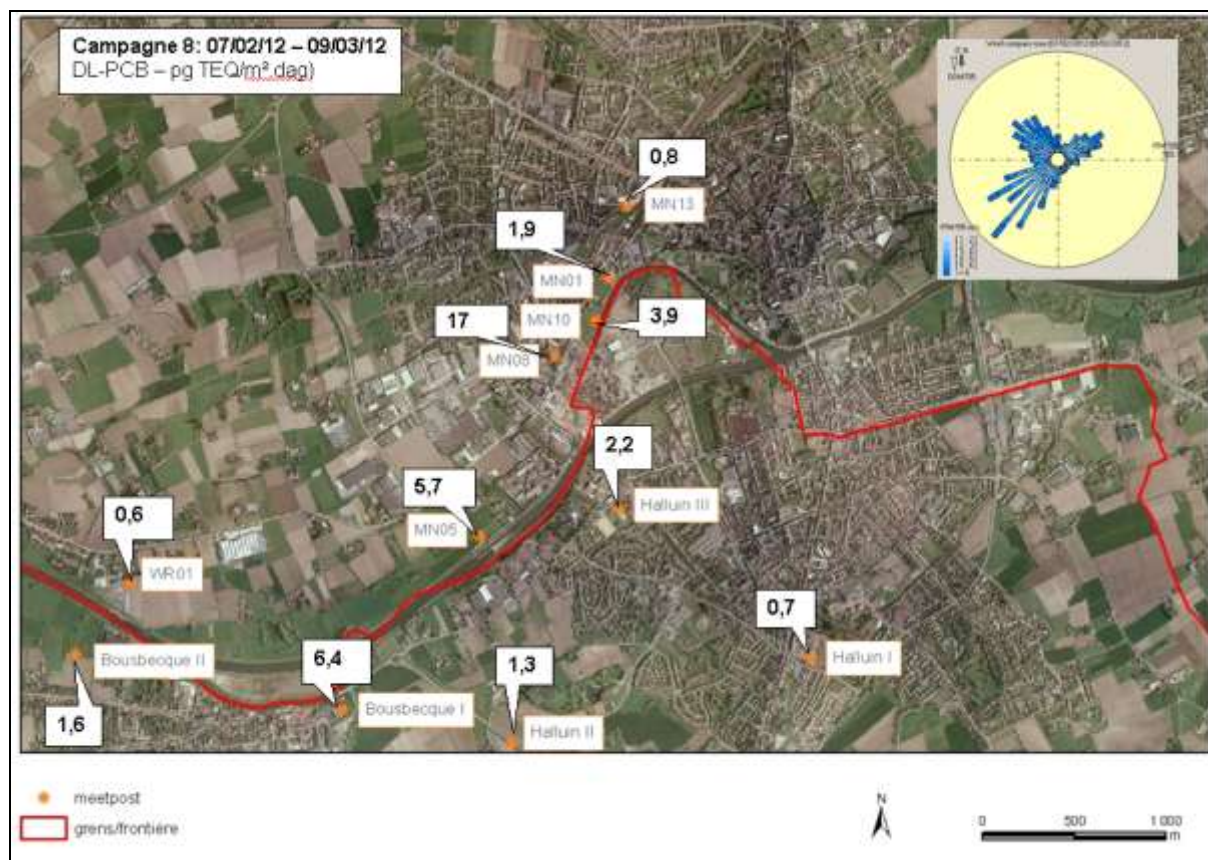 Campagne 8: 07/02/12 – 09/03/12
DL-PCB – pg TEQ/m² dag)
0,8
MN13
1,9
MN01
MN10
3,9
17
MN08
2,2
Halluin III
5,7
MN05
0,6
WR01
0,7
Halluin I
Bousbecque II
6,4
1,3
Bousbecque I
1,6
Halluin II
meetpost
grens/frontière
N
0 500 1 000
m